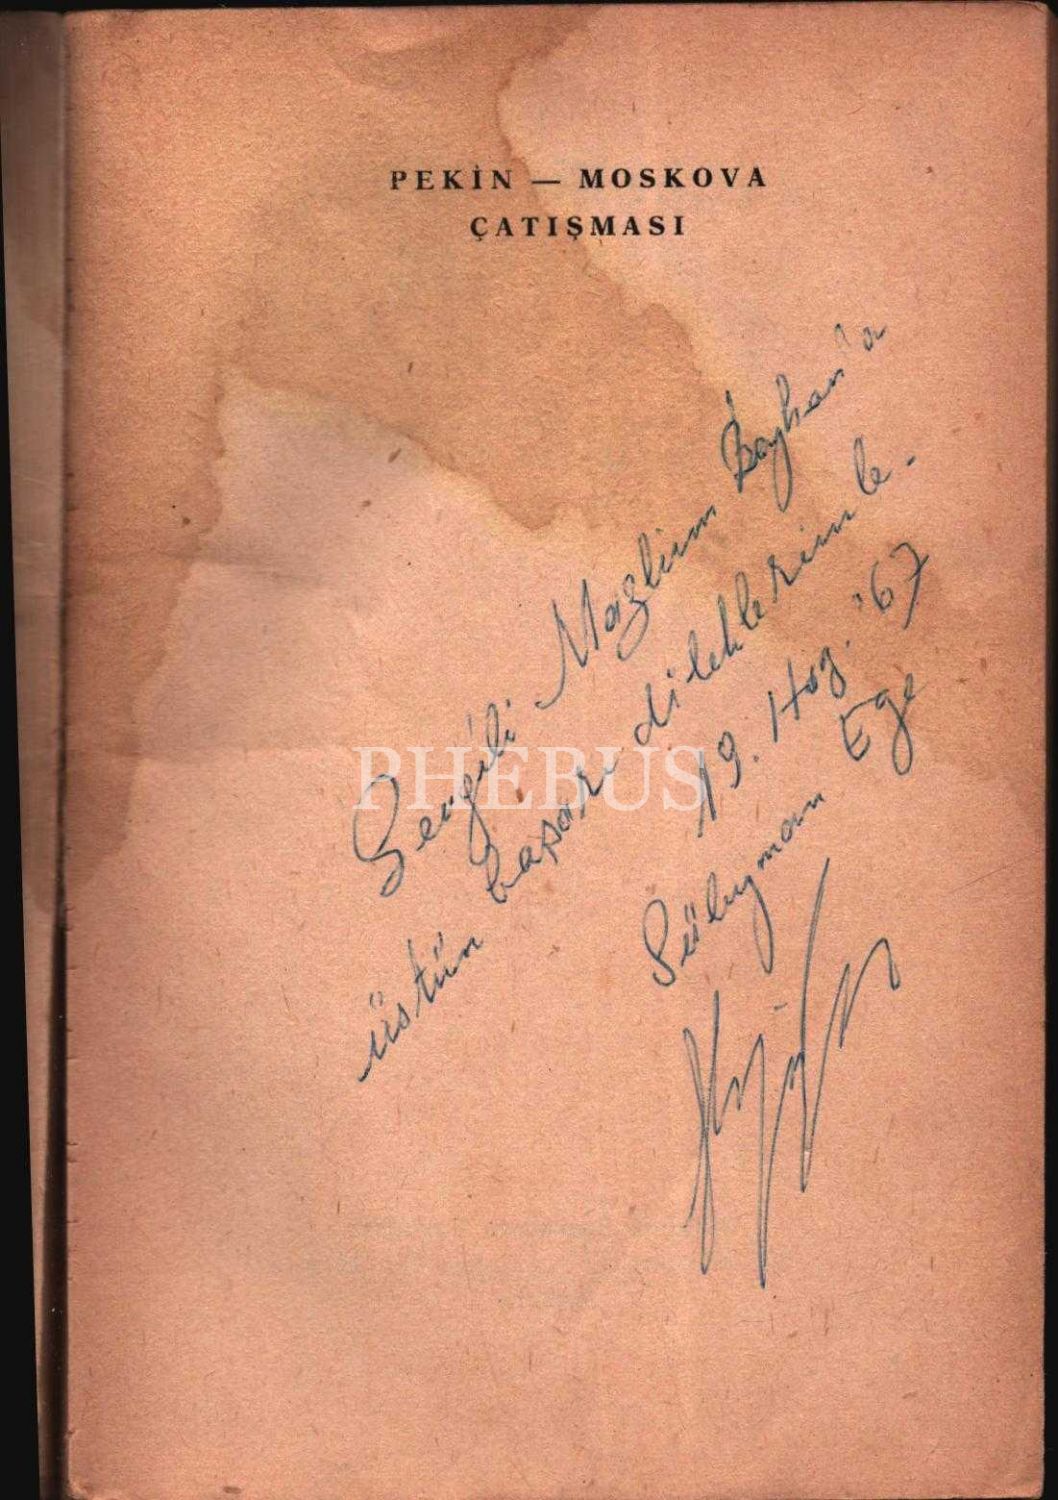 PEKİN — MOSKOVA
ÇATIŞMASI
Sevgili Mazlum Beyhan'a
üstün başarı dileklerimle.
19. Haz. '67
Süleyman Ege
PHEBUS